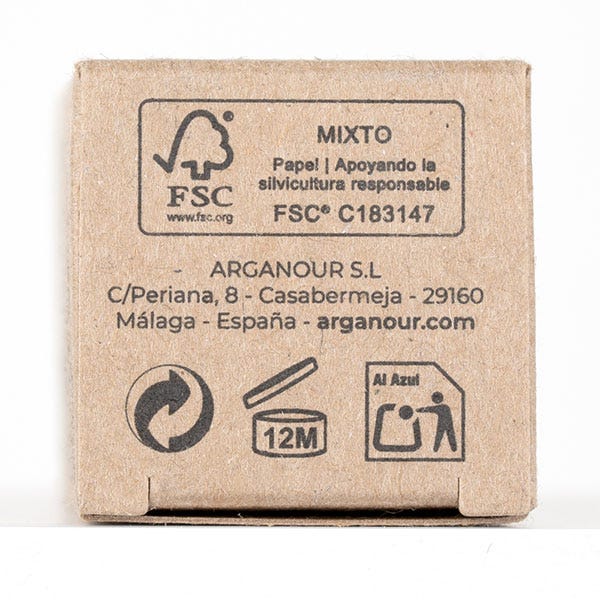 MIXTO
Papel | Apoyando la
silvicultura responsable
FSC® C183147
FSC
www.fsc.org
ARGANOUR S.L
C/Periana, 8 - Casabermeja - 29160
Málaga - España - arganour.com
12M
Al Azul